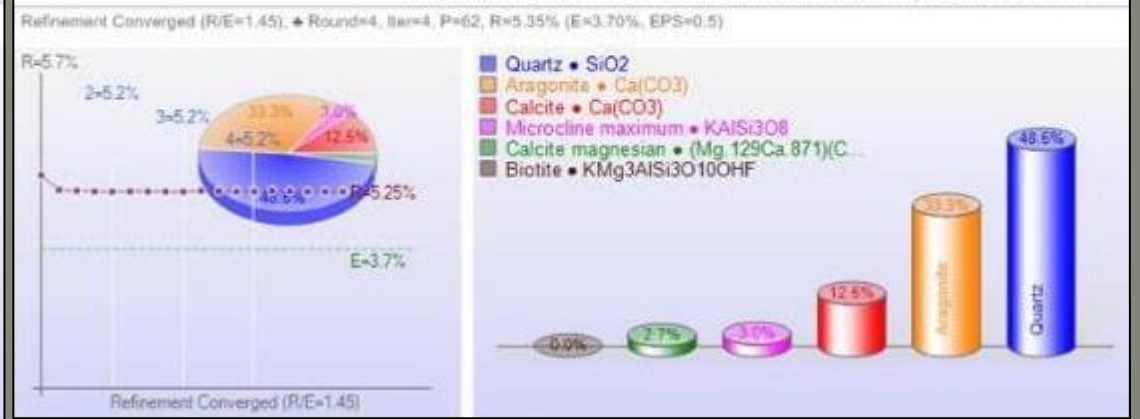 Refinement Converged (R/E=1.45), ♣ Round=4, Iter=4, P=62, R=5.35% (E=3.70%, EPS=0.5)
R=5.7%
2=5.2%
3=5.2%
4=5.2%
33.3%
3.0%
12.5%
48.5%
R=5.25%
E=3.7%
Refinement Converged (R/E=1.45)
Quartz ● SiO2
Aragonite ● Ca(CO3)
Calcite ● Ca(CO3)
Microcline maximum ● KAlSi3O8
Calcite magnesian ● (Mg.129Ca.871)(C...
Biotite ● KMg3AlSi3O10OHF
0.0%
2.7%
3.0%
12.5%
33.3%
Aragonite
48.5%
Quartz